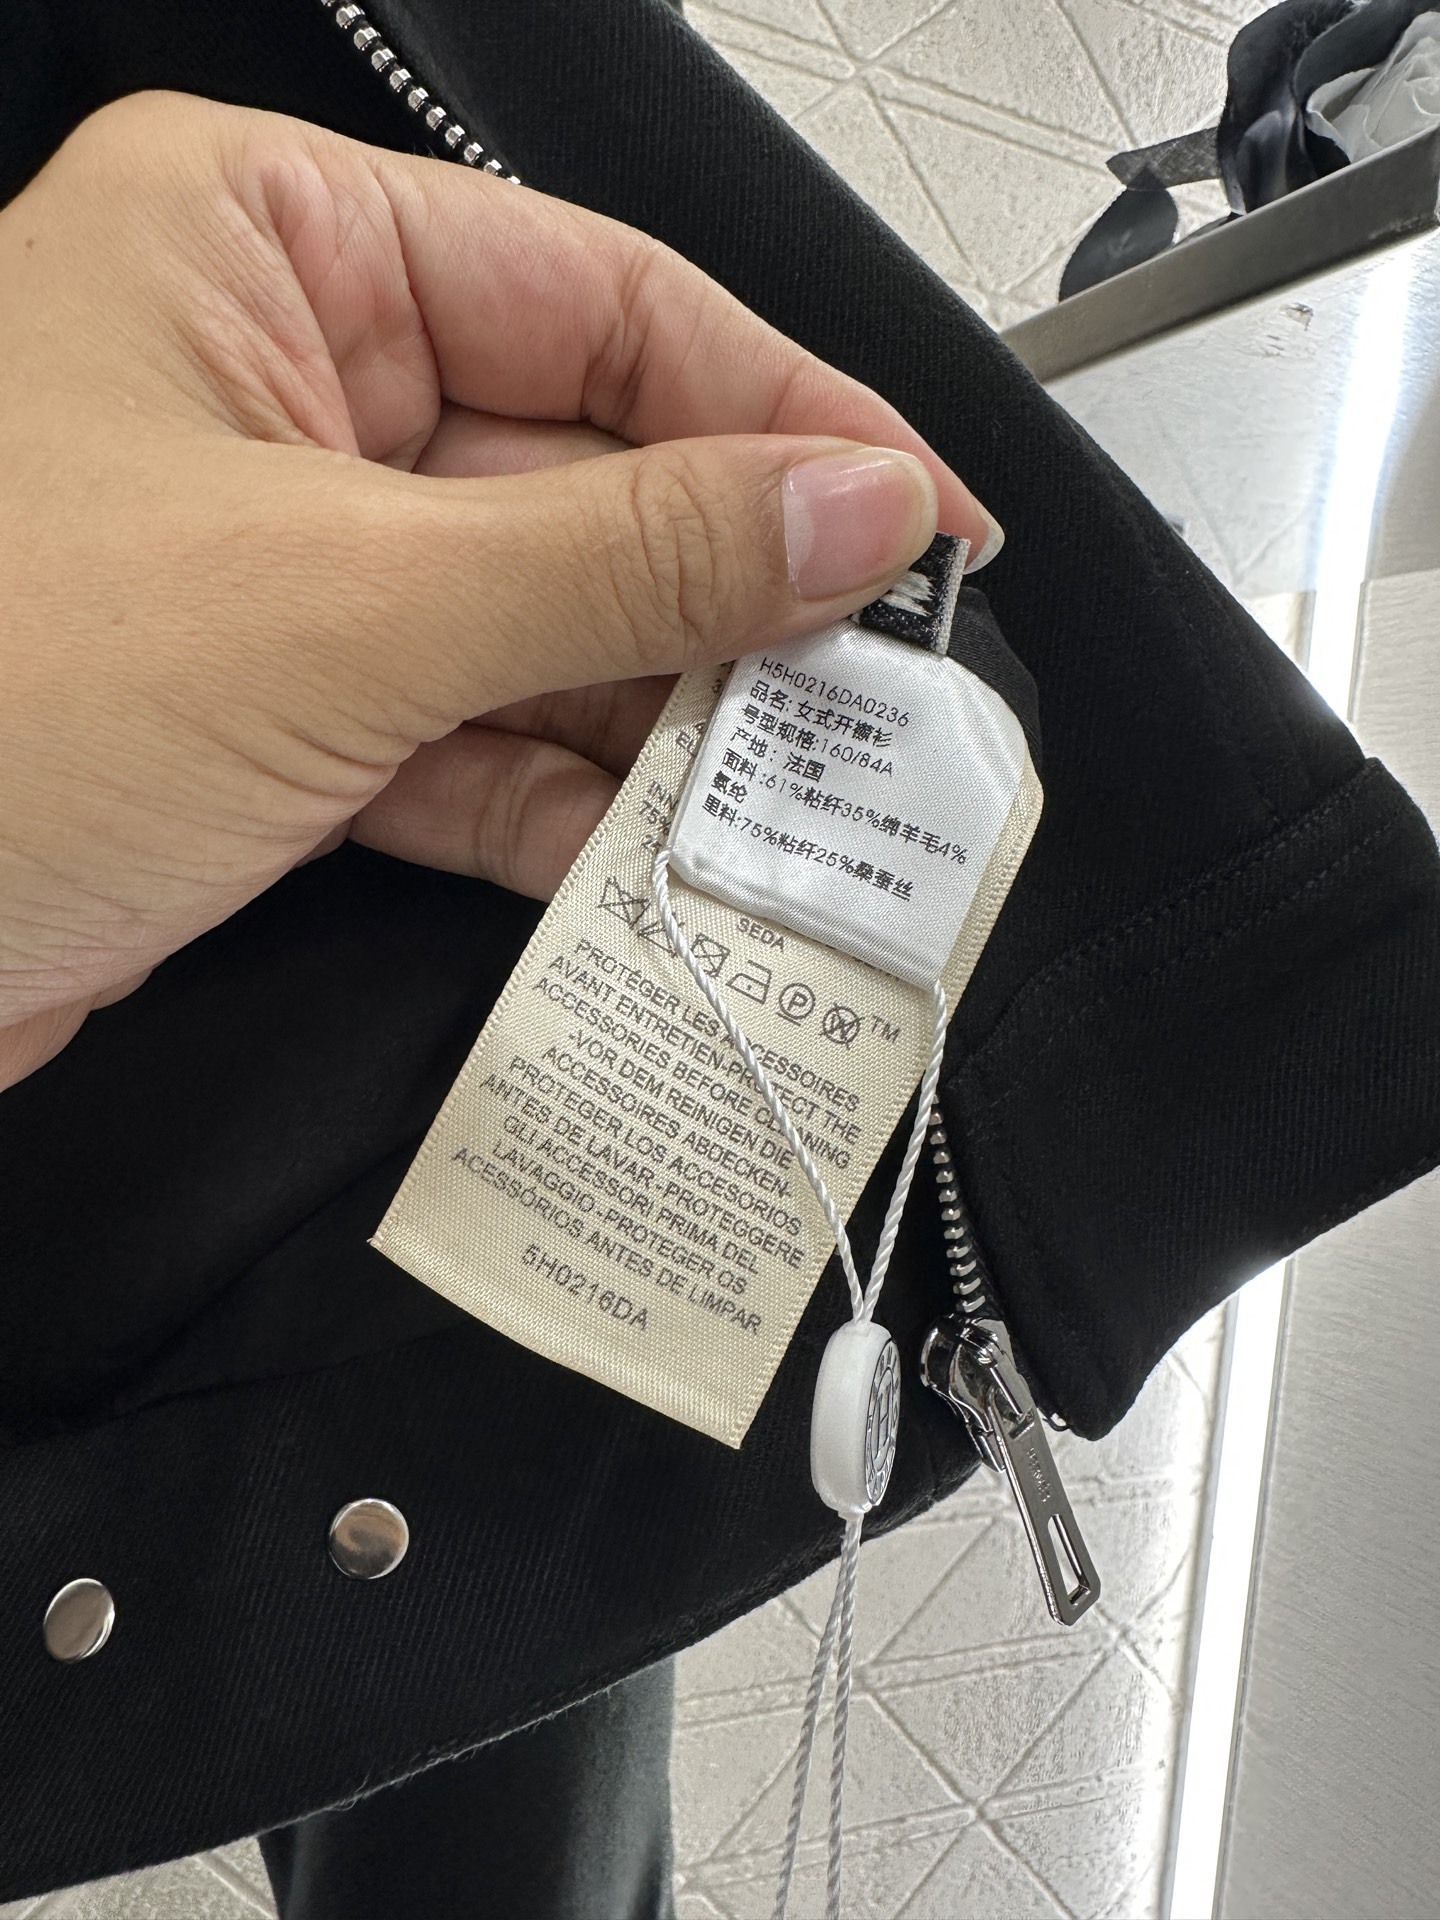 H5H0216DA0236
品名: 女式开襟衫
号型规格:160/84A
产地: 法国
面料:61%粘纤35%绵羊毛4%
氨纶
里料:75%粘纤25%桑蚕丝
INN
75%
SEDA
P
W
TM
PROTÉGER LES ACCESSOIRES
AVANT ENTRETIEN-PROTECT THE
ACCESSORIES BEFORE CLEANING
-VOR DEM REINIGEN DIE
ACCESSOIRES ABDECKEN-
PROTEGER LOS ACCESORIOS
ANTES DE LAVAR-PROTEGGERE
GLI ACCESSORI PRIMA DEL
LAVAGGIO-PROTEGER OS
ACESSÓRIOS ANTES DE LIMPAR
5H0216DA
H
HERMES